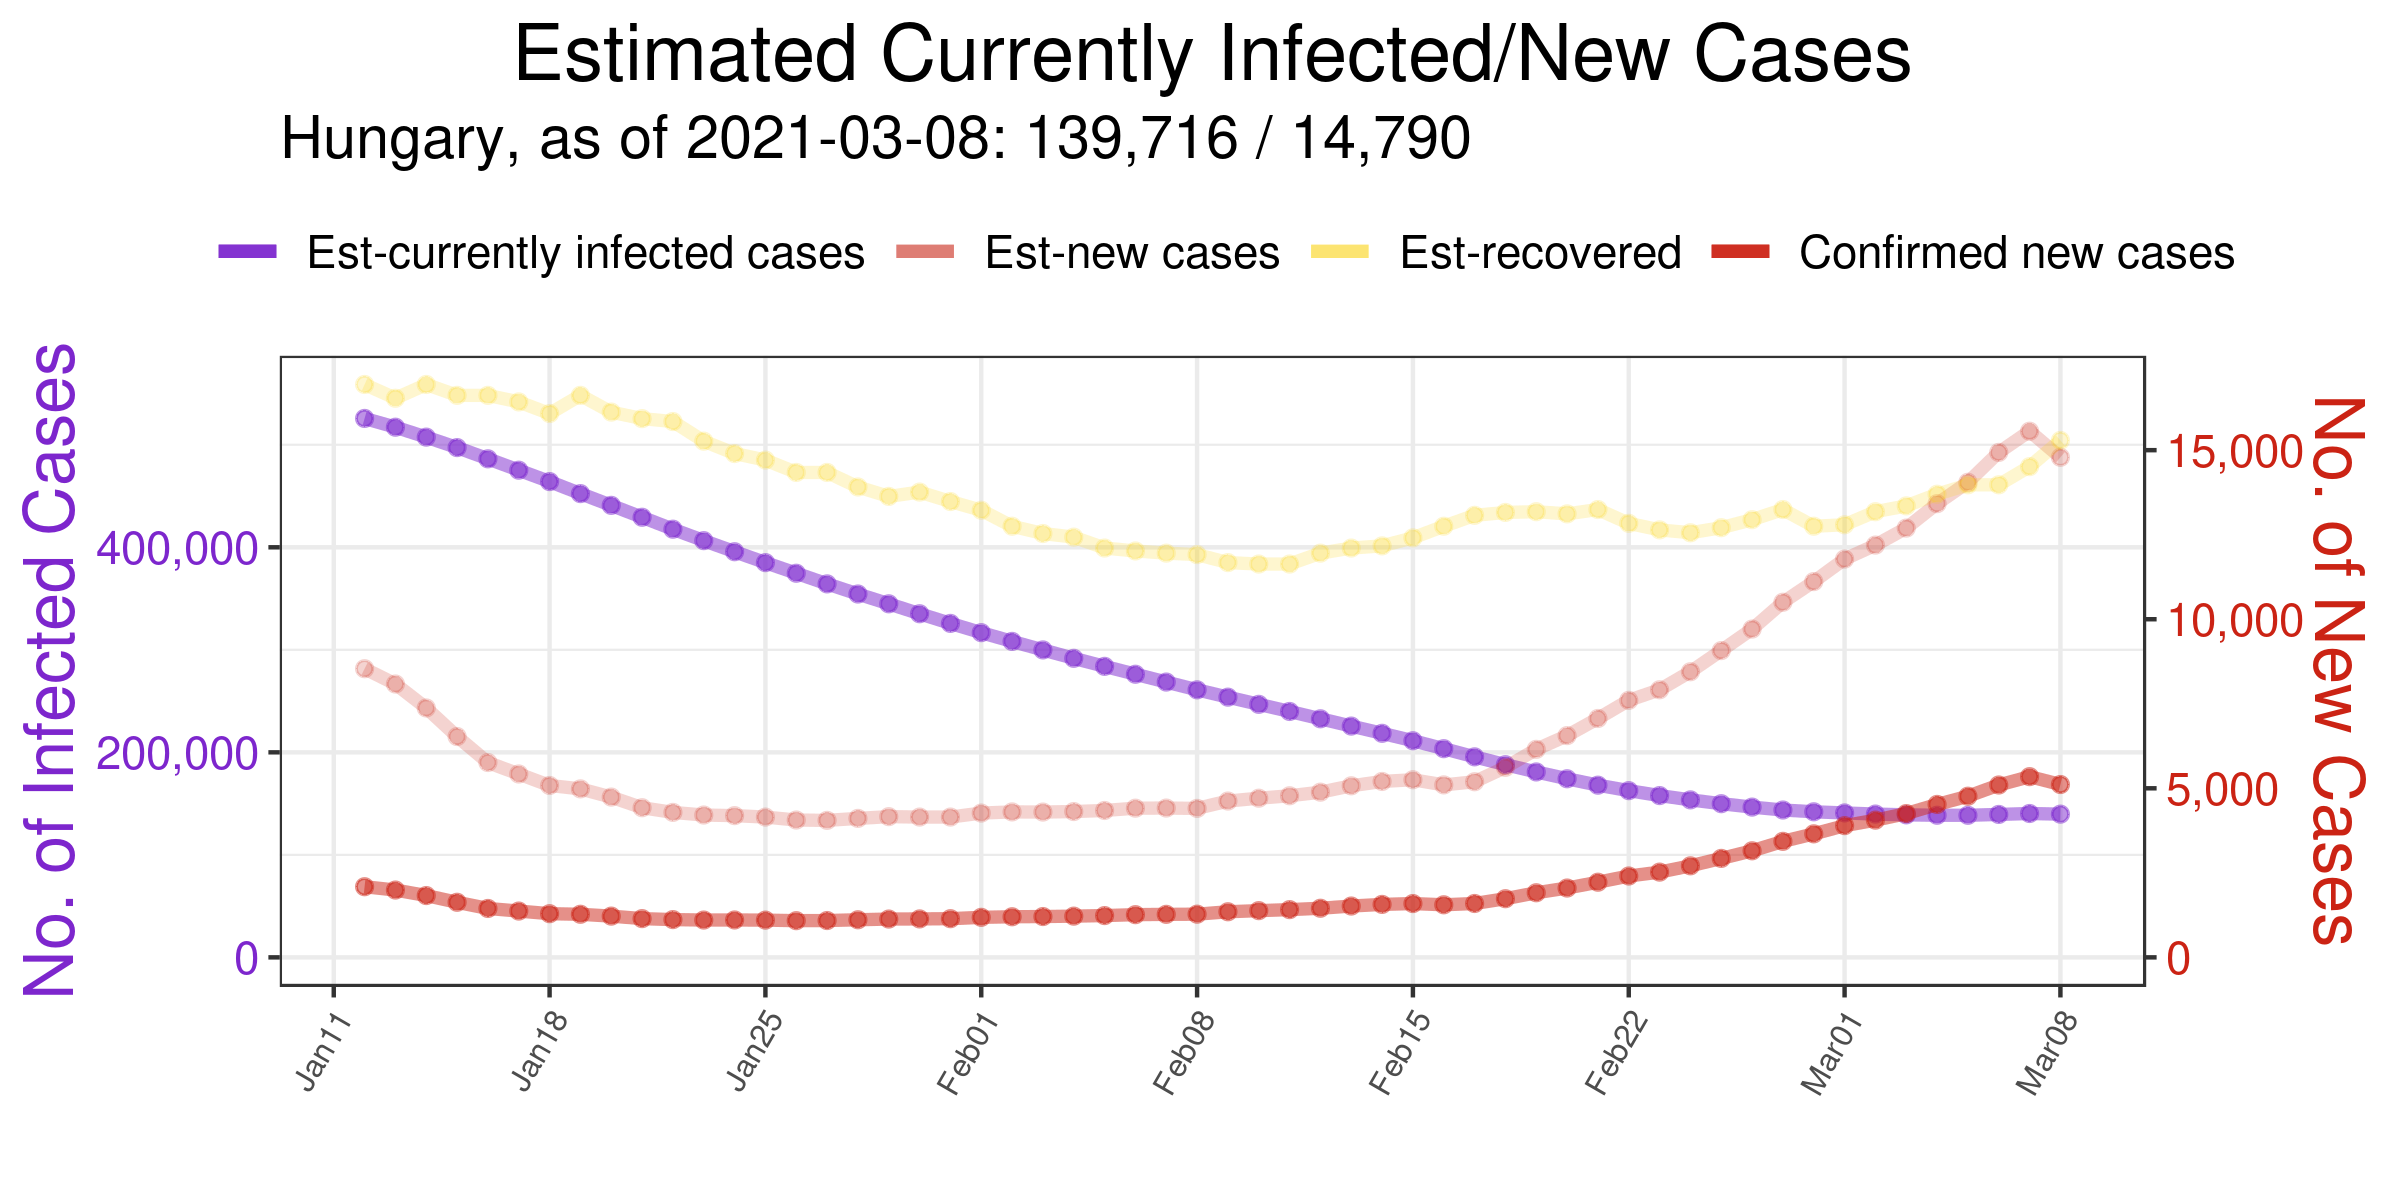 Estimated Currently Infected/New Cases
Hungary, as of 2021-03-08: 139,716 / 14,790
Est-currently infected cases
Est-new cases
Est-recovered
Confirmed new cases
No. of Infected Cases
400,000
200,000
0
15,000
10,000
5,000
0
No. of New Cases
Jan11
Jan18
Jan25
Feb01
Feb08
Feb15
Feb22
Mar01
Mar08